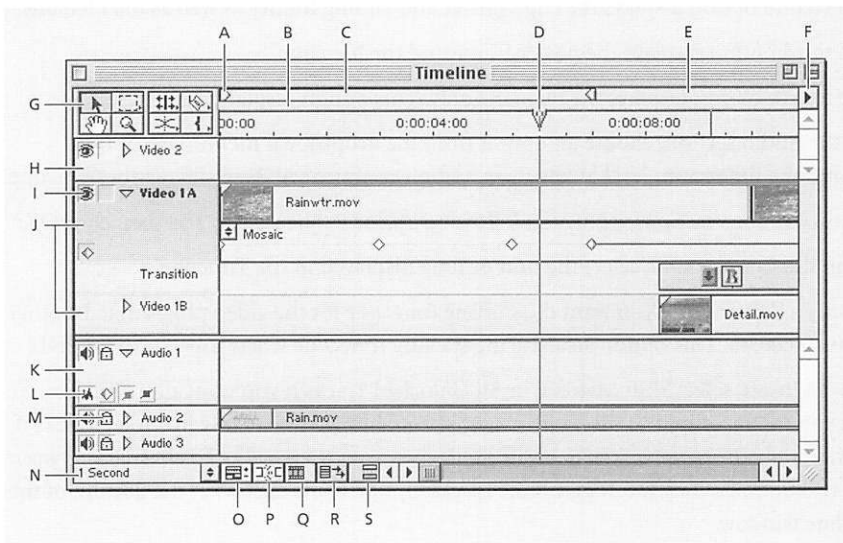 A B C D E F
Timeline
G
00:00 0:00:04:00 0:00:08:00
Video 2
H
I
Video 1A Rainwtr.mov
J
Mosaic
Transition
Video 1B Detail.mov
Audio 1
K
L
M
Audio 2 Rain.mov
Audio 3
N
1 Second
O P Q R S